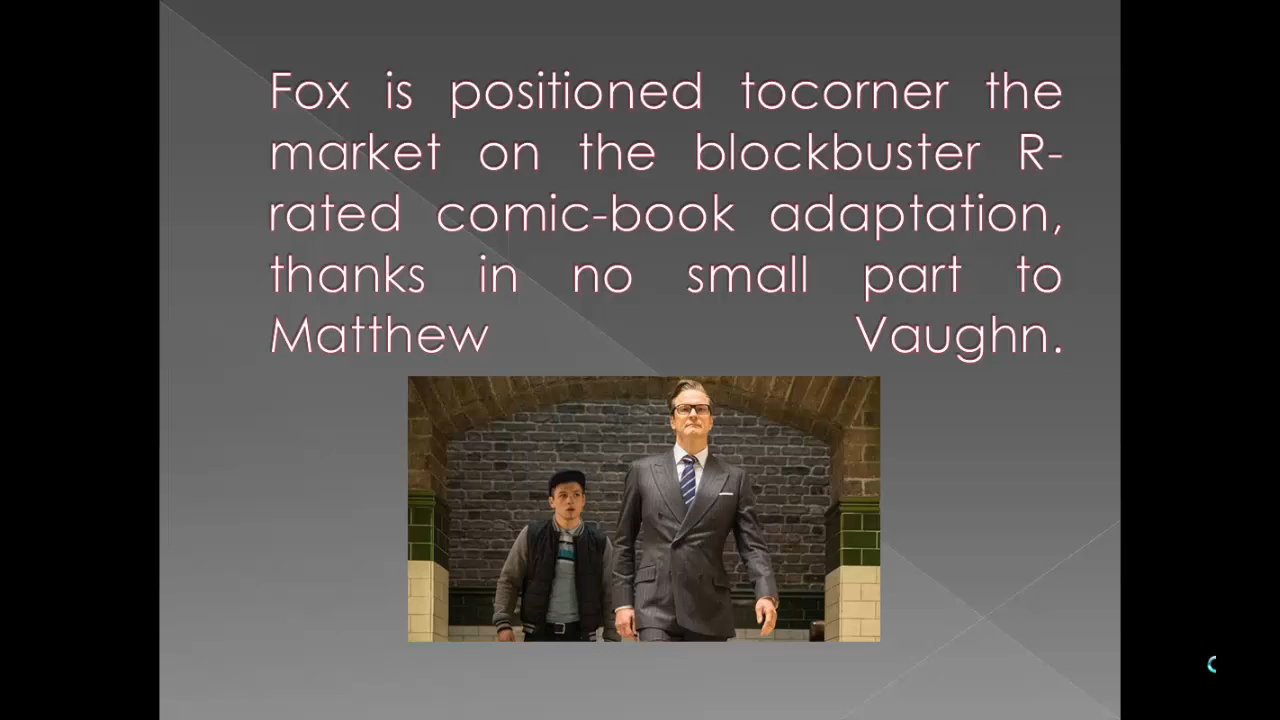 Fox is positioned tocorner the
market on the blockbuster R-
rated comic-book adaptation,
thanks in no small part to
Matthew Vaughn.